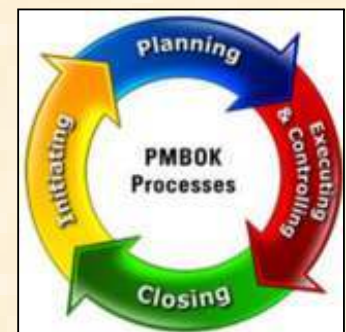 Planning
Executing
& Controlling
Closing
Initiating
PMBOK
Processes